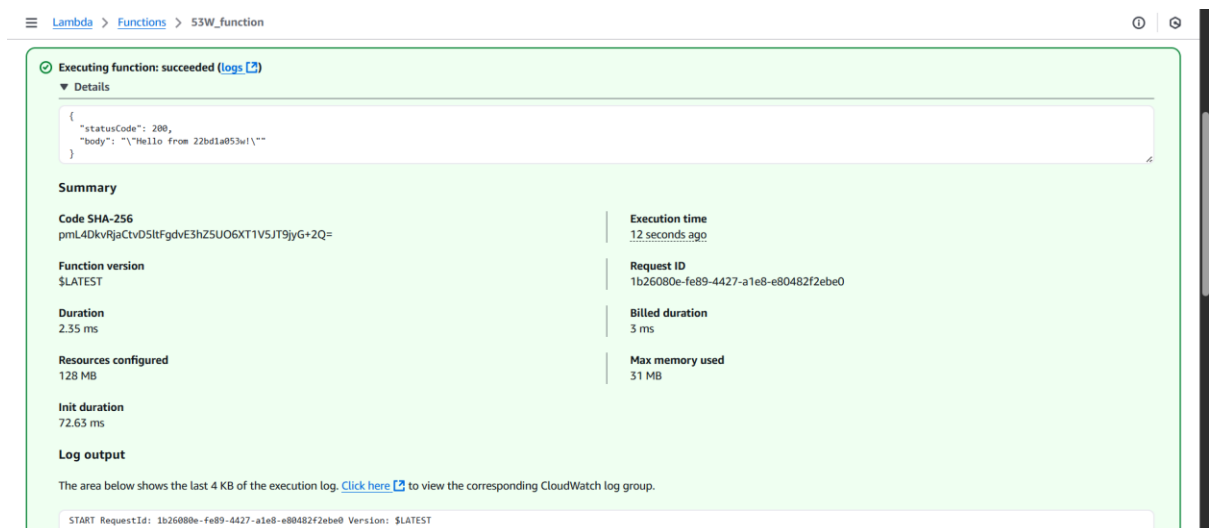 Lambda > Functions > 53W_function
Executing function: succeeded (logs)
▼ Details
{
"statusCode": 200,
"body": "\"Hello from 22bd1a053w!\""
}
Summary
Code SHA-256
pmL4DkvRjaCtvD5ltFgdvE3hZ5UO6XT1V5JT9jyG+2Q=
Execution time
12 seconds ago
Function version
$LATEST
Request ID
1b26080e-fe89-4427-a1e8-e80482f2ebe0
Duration
2.35 ms
Billed duration
3 ms
Resources configured
128 MB
Max memory used
31 MB
Init duration
72.63 ms
Log output
The area below shows the last 4 KB of the execution log. Click here to view the corresponding CloudWatch log group.
START RequestId: 1b26080e-fe89-4427-a1e8-e80482f2ebe0 Version: $LATEST